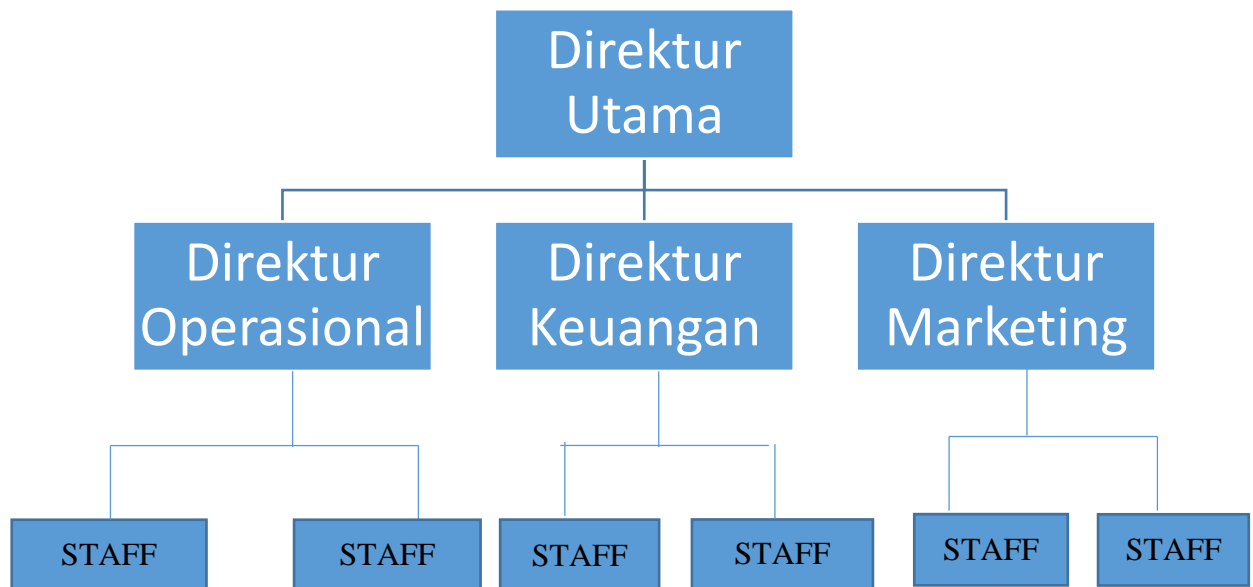 Direktur
Utama
Direktur
Operasional
Direktur
Keuangan
Direktur
Marketing
STAFF
STAFF
STAFF
STAFF
STAFF
STAFF